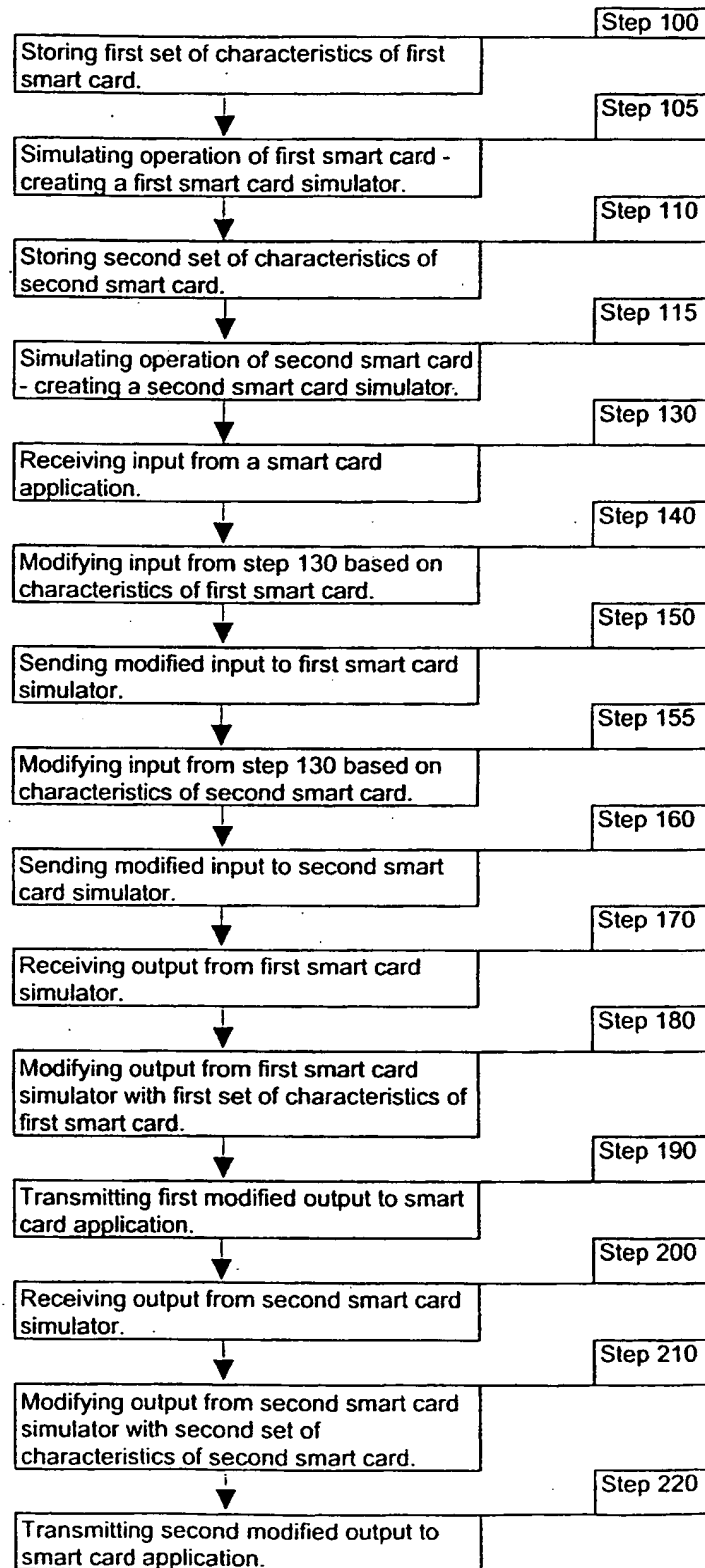 Step 100
Storing first set of characteristics of first
smart card.
Step 105
Simulating operation of first smart card -
creating a first smart card simulator.
Step 110
Storing second set of characteristics of
second smart card.
Step 115
Simulating operation of second smart card
- creating a second smart card simulator.
Step 130
Receiving input from a smart card
application.
Step 140
Modifying input from step 130 based on
characteristics of first smart card.
Step 150
Sending modified input to first smart card
simulator.
Step 155
Modifying input from step 130 based on
characteristics of second smart card.
Step 160
Sending modified input to second smart
card simulator.
Step 170
Receiving output from first smart card
simulator.
Step 180
Modifying output from first smart card
simulator with first set of characteristics of
first smart card.
Step 190
Transmitting first modified output to smart
card application.
Step 200
Receiving output from second smart card
simulator.
Step 210
Modifying output from second smart card
simulator with second set of
characteristics of second smart card.
Step 220
Transmitting second modified output to
smart card application.